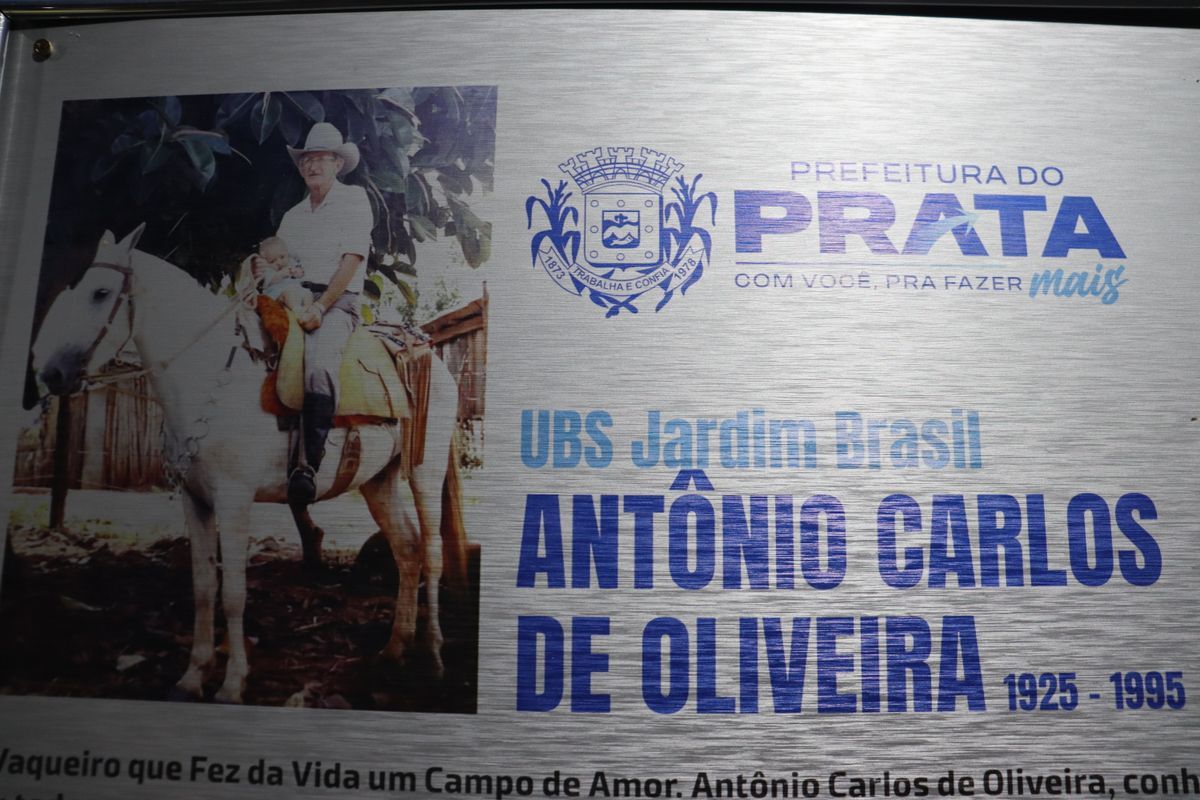 PREFEITURA DO
PRATA
COM VOCÊ, PRA FAZER mais
1873 TRABALHA E CONFIA 1978
UBS Jardim Brasil
ANTÔNIO CARLOS
DE OLIVEIRA 1925 - 1995
Vaqueiro que Fez da Vida um Campo de Amor. Antônio Carlos de Oliveira, conh